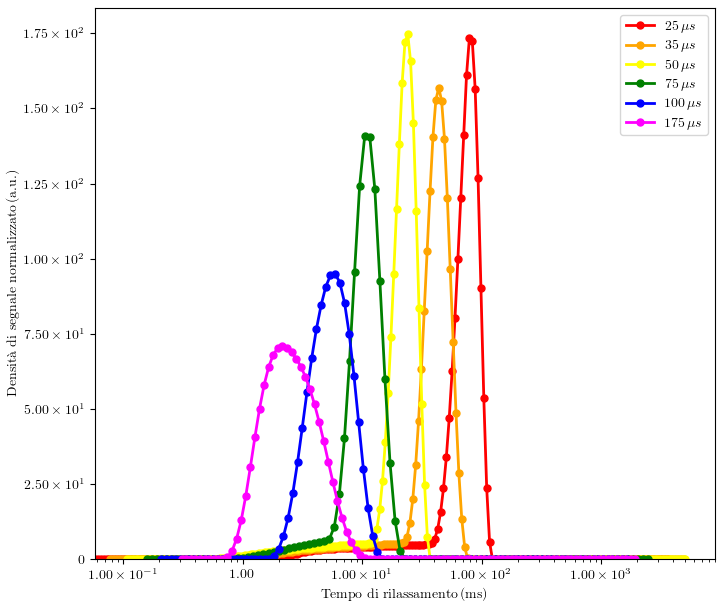 1.75 × 10²
1.50 × 10²
1.25 × 10²
1.00 × 10²
7.50 × 10¹
5.00 × 10¹
2.50 × 10¹
0
Densità di segnale normalizzato (a.u.)
25 μs
35 μs
50 μs
75 μs
100 μs
175 μs
1.00 × 10⁻¹ 1.00 1.00 × 10¹ 1.00 × 10² 1.00 × 10³
Tempo di rilassamento (ms)